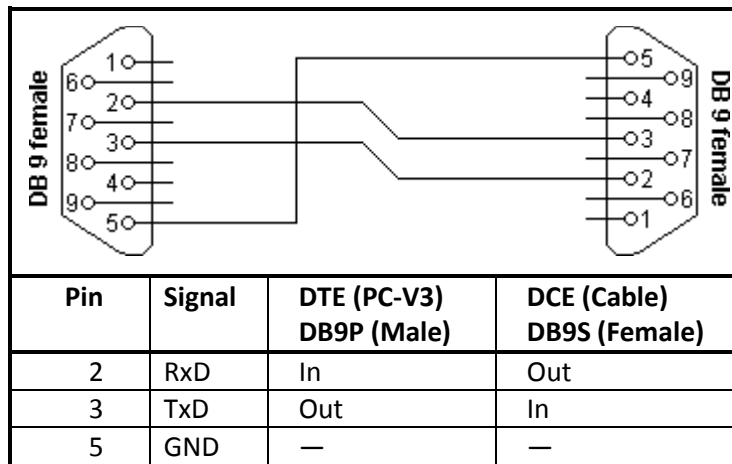 DB 9 female
1
6
2
7
3
8
4
9
5
5
9
4
8
3
7
2
6
1
DB 9 female
Pin Signal DTE (PC-V3) DCE (Cable)
DB9P (Male) DB9S (Female)
2 RxD In Out
3 TxD Out In
5 GND — —